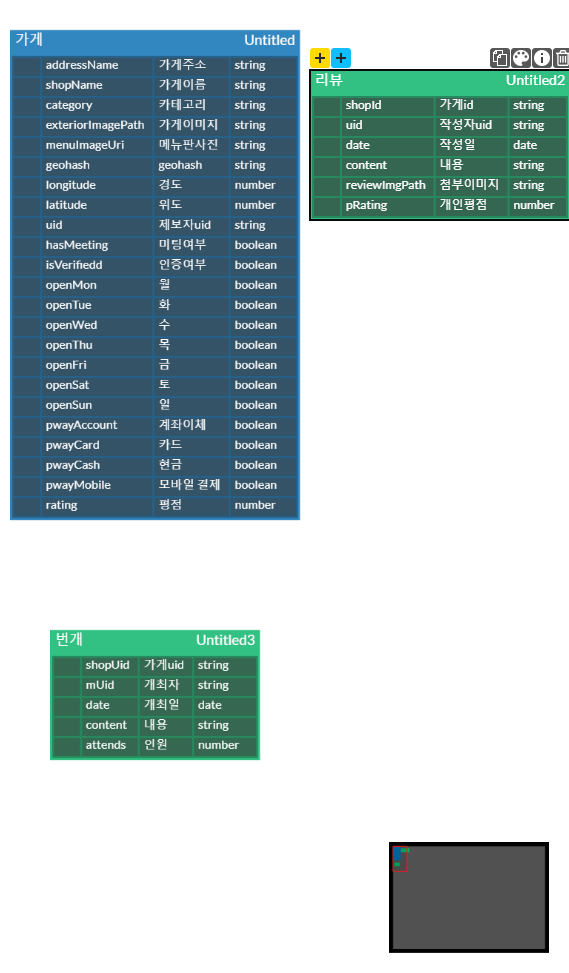 가게 Untitled
addressName 가게주소 string
shopName 가게이름 string
category 카테고리 string
exteriorImagePath 가게이미지 string
menuImageUri 메뉴판사진 string
geohash geohash string
longitude 경도 number
latitude 위도 number
uid 제보자uid string
hasMeeting 미팅여부 boolean
isVerifiedd 인증여부 boolean
openMon 월 boolean
openTue 화 boolean
openWed 수 boolean
openThu 목 boolean
openFri 금 boolean
openSat 토 boolean
openSun 일 boolean
pwayAccount 계좌이체 boolean
pwayCard 카드 boolean
pwayCash 현금 boolean
pwayMobile 모바일 결제 boolean
rating 평점 number
리뷰 Untitled2
shopId 가게id string
uid 작성자uid string
date 작성일 date
content 내용 string
reviewImgPath 첨부이미지 string
pRating 개인평점 number
번개 Untitled3
shopUid 가게uid string
mUid 개최자 string
date 개최일 date
content 내용 string
attends 인원 number